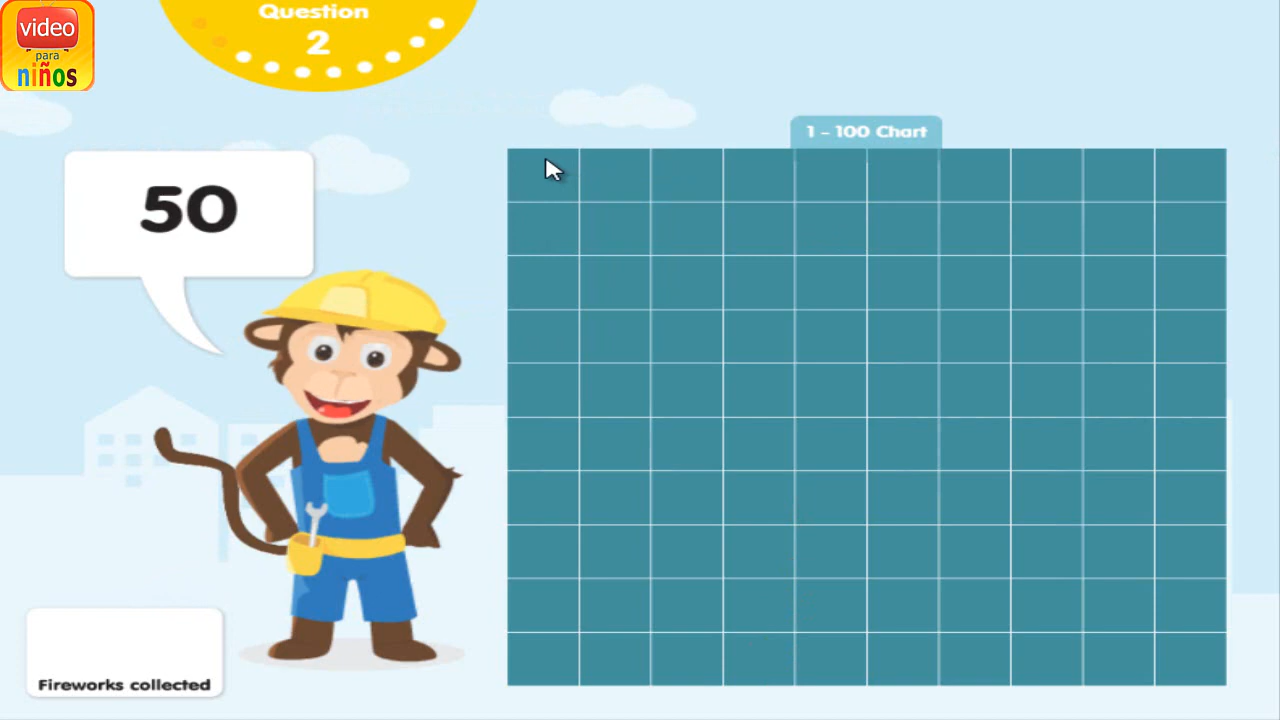 video
para
niños
Question
2
1 - 100 Chart
50
Fireworks collected